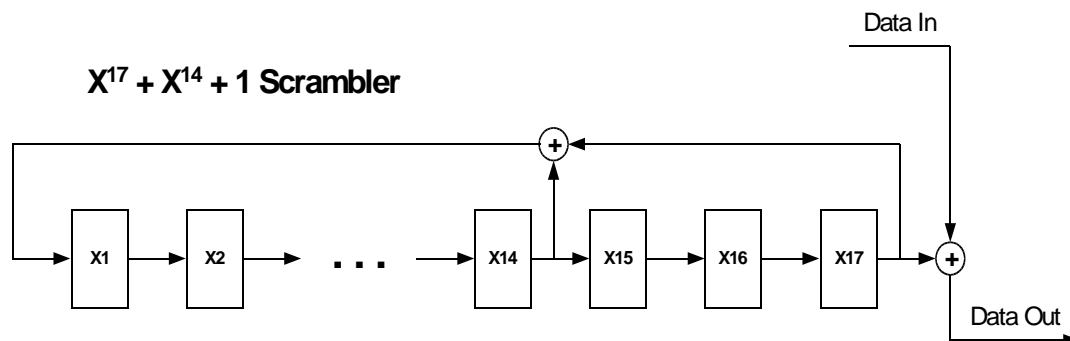 Data In
X¹⁷ + X¹⁴ + 1 Scrambler
+
X1 X2 . . . X14 X15 X16 X17 +
Data Out